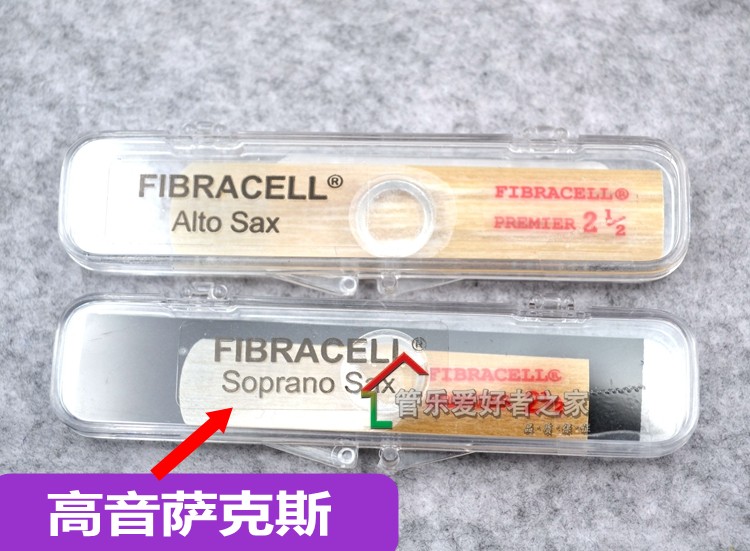 FIBRACELL®
Alto Sax
FIBRACELL®
PREMIER 2 1/2
FIBRACELL®
Soprano Sax
FIBRACELL®
管乐爱好者之家
高音萨克斯